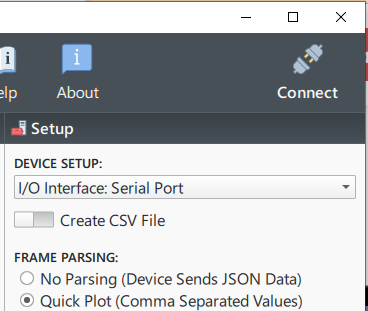 elp
About
Connect
Setup
DEVICE SETUP:
I/O Interface: Serial Port
Create CSV File
FRAME PARSING:
No Parsing (Device Sends JSON Data)
Quick Plot (Comma Separated Values)